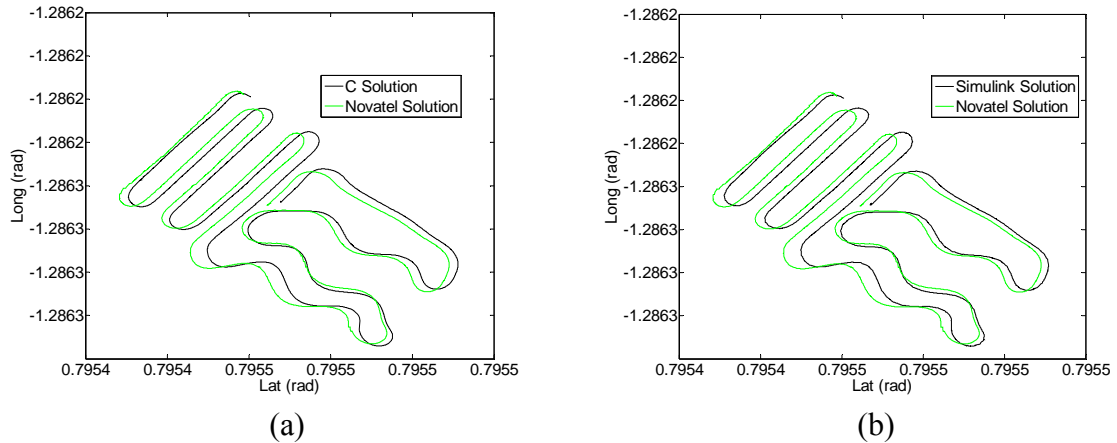 -1.2862
-1.2862
-1.2862
-1.2862
-1.2863
-1.2863
-1.2863
-1.2863
Long (rad)
C Solution
Novatel Solution
0.7954 0.7954 0.7955 0.7955 0.7955 0.7955
Lat (rad)
(a)
-1.2862
-1.2862
-1.2862
-1.2862
-1.2863
-1.2863
-1.2863
-1.2863
Long (rad)
Simulink Solution
Novatel Solution
0.7954 0.7954 0.7955 0.7955 0.7955 0.7955
Lat (rad)
(b)